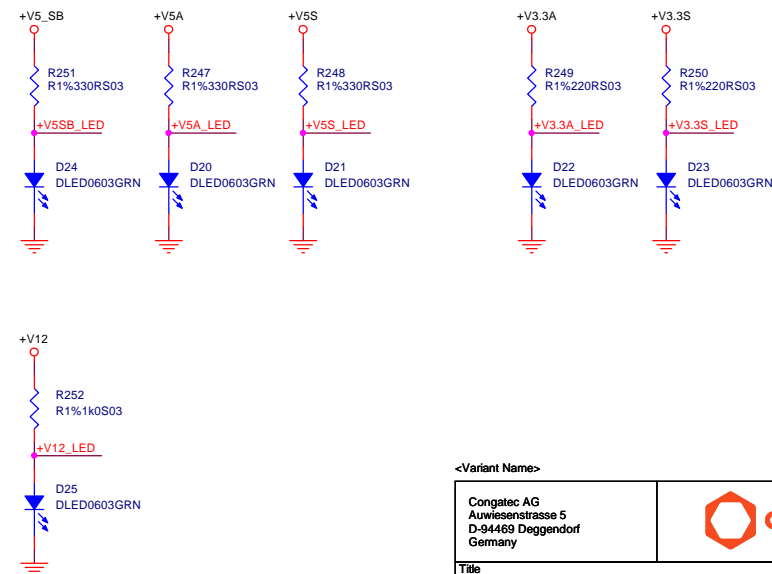 +V5_SB
+V5A
+V5S
+V3.3A
+V3.3S
R251
R1%330RS03
R247
R1%330RS03
R248
R1%330RS03
R249
R1%220RS03
R250
R1%220RS03
+V5SB_LED
+V5A_LED
+V5S_LED
+V3.3A_LED
+V3.3S_LED
D24
DLED0603GRN
D20
DLED0603GRN
D21
DLED0603GRN
D22
DLED0603GRN
D23
DLED0603GRN
+V12
R252
R1%1k0S03
+V12_LED
D25
DLED0603GRN
<Variant Name>
Congatec AG
Auwiesenstrasse 5
D-94469 Deggendorf
Germany
Title